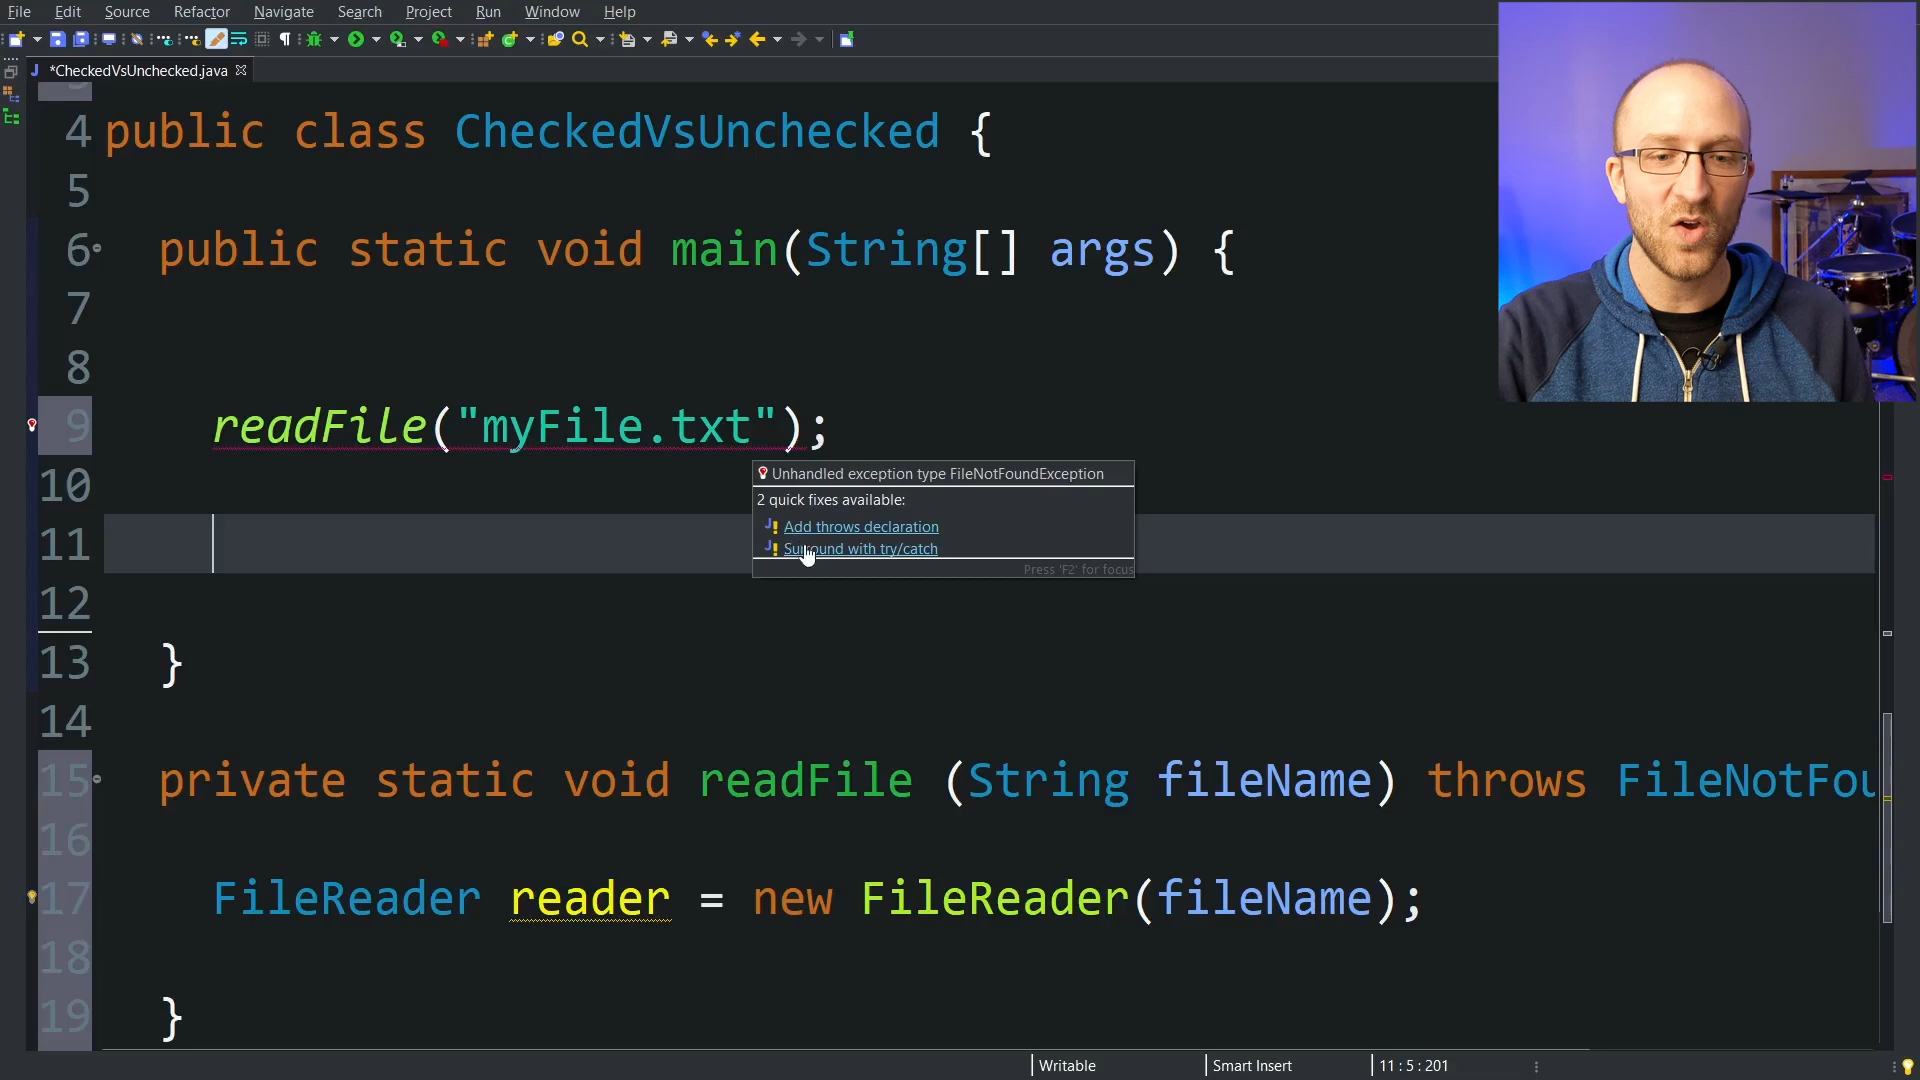 File Edit Source Refactor Navigate Search Project Run Window Help
*CheckedVsUnchecked.java
4 public class CheckedVsUnchecked {
5
6 public static void main(String[] args) {
7
8
9 readFile("myFile.txt");
10
Unhandled exception type FileNotFoundException
2 quick fixes available:
Add throws declaration
Surround with try/catch
Press 'F2' for focus
11
12
13 }
14
15 private static void readFile (String fileName) throws FileNotFou
16
17 FileReader reader = new FileReader(fileName);
18
19 }
Writable Smart Insert 11 : 5 : 201